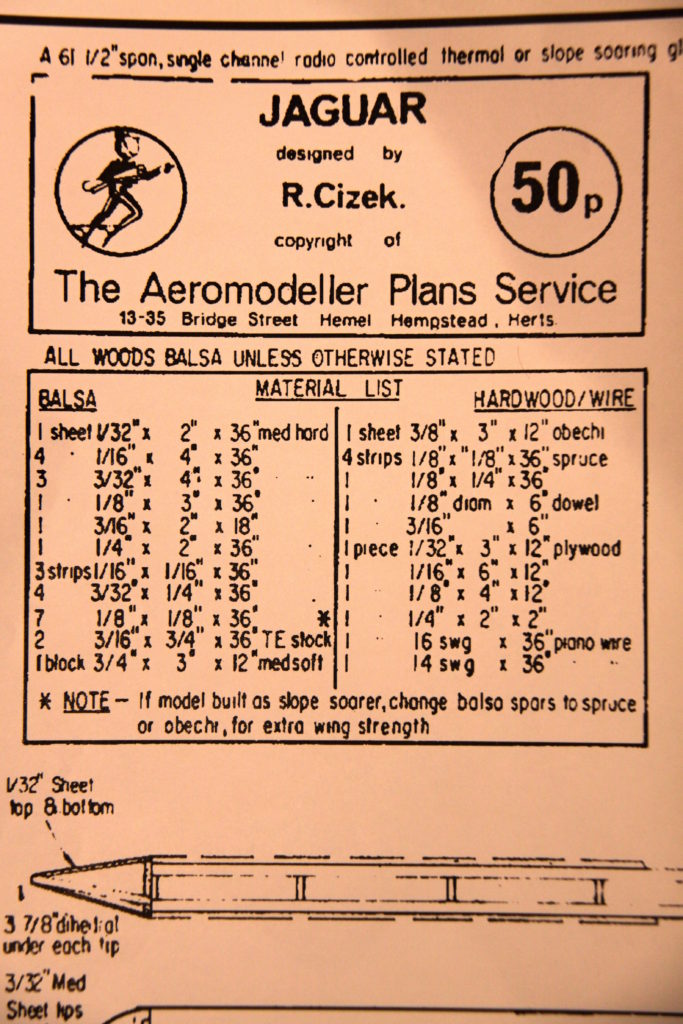 A 61 1/2" span, single channel radio controlled thermal or slope soaring gl
JAGUAR
designed by
R.Cizek.
50p
copyright of
The Aeromodeller Plans Service
13-35 Bridge Street Hemel Hempstead, Herts.
ALL WOODS BALSA UNLESS OTHERWISE STATED
MATERIAL LIST
BALSA
1 sheet 1/32" x 2" x 36" med hard
4 " 1/16" x 4" x 36"
3 " 3/32" x 4" x 36" "
1 " 1/8" x 3" x 36"
1 3/16" x 2" x 18"
1 1/4" x 2" x 36"
3 strips 1/16" x 1/16" x 36"
4 3/32" x 1/4" x 36"
7 1/8" x 1/8" x 36" *
2 3/16" x 3/4" x 36" TE stock
1 block 3/4" x 3" x 12" med soft
HARDWOOD/WIRE
1 sheet 3/8" x 3" x 12" obechi
4 strips 1/8" x "1/8" x 36" spruce
1 " 1/8" x 1/4" x 36"
1 " 1/8" diam x 6" dowel
1 3/16" x 6"
1 piece 1/32" x 3" x 12" plywood
1 1/16" x 6" x 12"
1 1/8" x 4" x 12"
1 1/4" x 2" x 2"
1 16 swg x 36" piano wire
1 14 swg x 36" "
* NOTE - If model built as slope soarer, change balsa spars to spruce
or obechi, for extra wing strength
1/32" Sheet
top & bottom
3 7/8" dihedral
under each tip
3/32" Med
Sheet tips